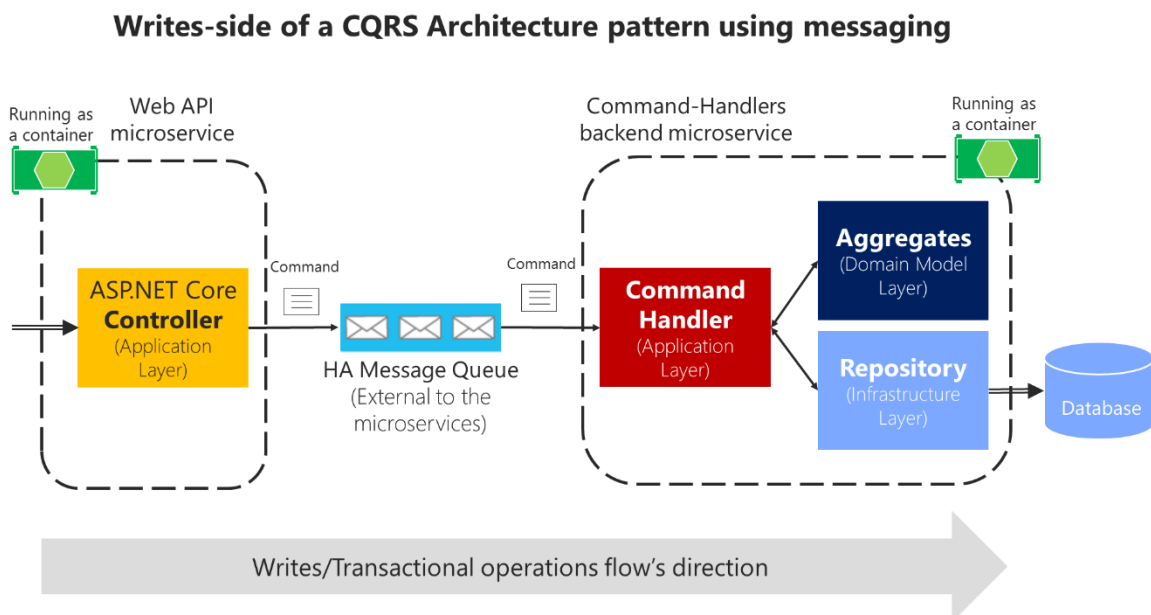 Writes-side of a CQRS Architecture pattern using messaging
Running as
a container
Web API
microservice
Command-Handlers
backend microservice
Running as
a container
ASP.NET Core
Controller
(Application
Layer)
Command
HA Message Queue
(External to the
microservices)
Command
Command
Handler
(Application
Layer)
Aggregates
(Domain Model
Layer)
Repository
(Infrastructure
Layer)
Database
Writes/Transactional operations flow's direction